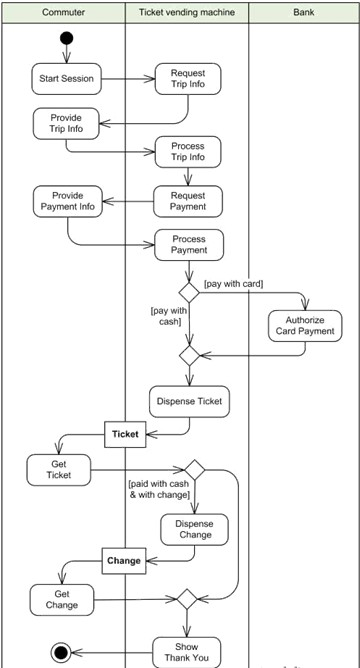 Commuter
Ticket vending machine
Bank
Start Session
Request
Trip Info
Provide
Trip Info
Process
Trip Info
Provide
Payment Info
Request
Payment
Process
Payment
[pay with card]
[pay with
cash]
Authorize
Card Payment
Dispense Ticket
Ticket
Get
Ticket
[paid with cash
& with change]
Dispense
Change
Change
Get
Change
Show
Thank You